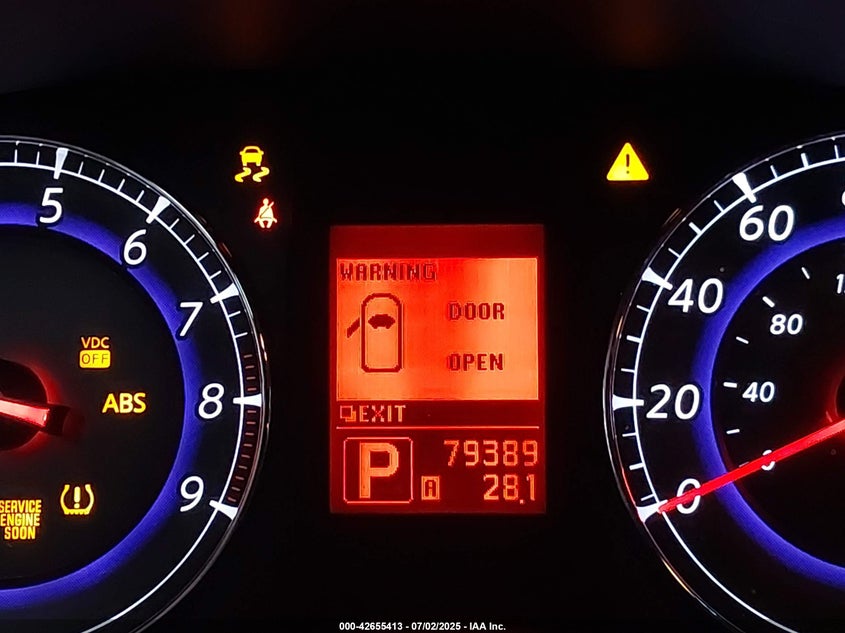 5
6
7
8
9
VDC
OFF
ABS
SERVICE
ENGINE
SOON
WARNING
DOOR
OPEN
EXIT
P
79389
A 28.1
60
40
20
0
80
40
0
000-42655413 - 07/02/2025 - IAA Inc.